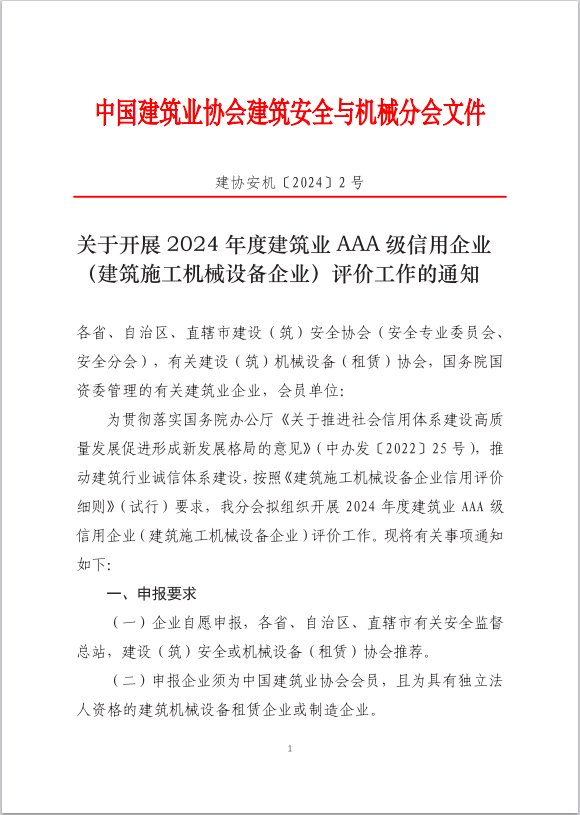 中国建筑业协会建筑安全与机械分会文件
建协安机〔2024〕2 号
关于开展 2024 年度建筑业 AAA 级信用企业
（建筑施工机械设备企业）评价工作的通知
各省、自治区、直辖市建设（筑）安全协会（安全专业委员会、
安全分会），有关建设（筑）机械设备（租赁）协会，国务院国
资委管理的有关建筑业企业，会员单位：
为贯彻落实国务院办公厅《关于推进社会信用体系建设高质
量发展促进形成新发展格局的意见》（中办发〔2022〕25 号），推
动建筑行业诚信体系建设，按照《建筑施工机械设备企业信用评价
细则》（试行）要求，我分会拟组织开展 2024 年度建筑业 AAA 级
信用企业（建筑施工机械设备企业）评价工作。现将有关事项通知
如下：
一、申报要求
（一）企业自愿申报，各省、自治区、直辖市有关安全监督
总站，建设（筑）安全或机械设备（租赁）协会推荐。
（二）申报企业须为中国建筑业协会会员，且为具有独立法
人资格的建筑机械设备租赁企业或制造企业。
1